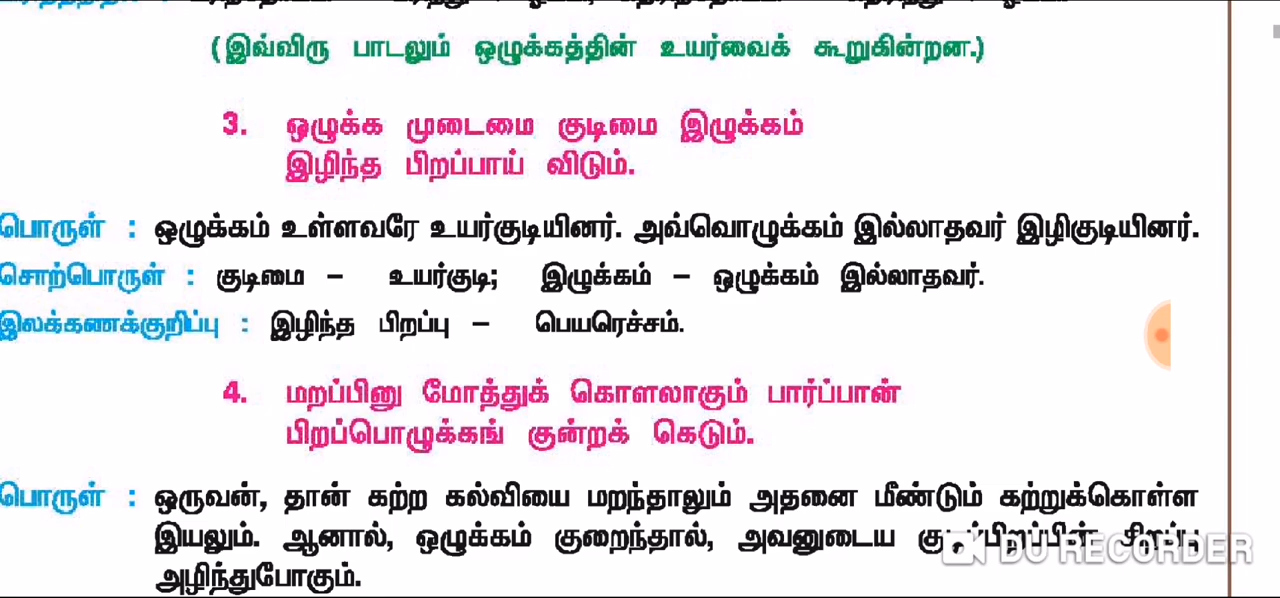 (இவ்விரு பாடலும் ஒழுக்கத்தின் உயர்வைக் கூறுகின்றன.)
3. ஒழுக்க முடைமை குடிமை இழுக்கம்
இழிந்த பிறப்பாய் விடும்.
பொருள் : ஒழுக்கம் உள்ளவரே உயர்குடியினர். அவ்வொழுக்கம் இல்லாதவர் இழிகுடியினர்.
சொற்பொருள் : குடிமை – உயர்குடி; இழுக்கம் – ஒழுக்கம் இல்லாதவர்.
இலக்கணக்குறிப்பு : இழிந்த பிறப்பு – பெயரெச்சம்.
4. மறப்பினு மோத்துக் கொளலாகும் பார்ப்பான்
பிறப்பொழுக்கங் குன்றக் கெடும்.
பொருள் : ஒருவன், தான் கற்ற கல்வியை மறந்தாலும் அதனை மீண்டும் கற்றுக்கொள்ள
இயலும். ஆனால், ஒழுக்கம் குறைந்தால், அவனுடைய குடிப்பிறப்பின் சிறப்பு
அழிந்துபோகும்.
DU RECORDER